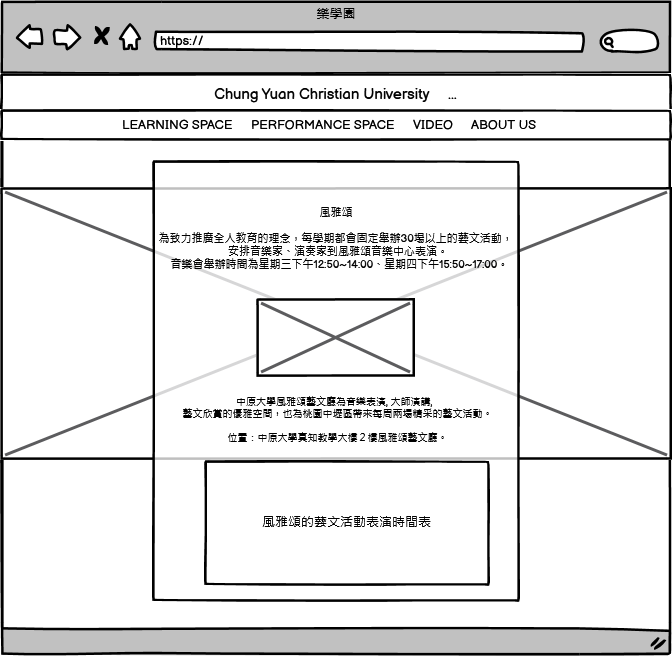 樂學園
https://
Chung Yuan Christian University ...
LEARNING SPACE PERFORMANCE SPACE VIDEO ABOUT US
風雅頌
為致力推廣全人教育的理念，每學期都會固定舉辦30場以上的藝文活動，
安排音樂家、演奏家到風雅頌音樂中心表演。
音樂會舉辦時間為星期三下午12:50~14:00、星期四下午15:50~17:00。
中原大學風雅頌藝文廳為音樂表演, 大師演講,
藝文欣賞的優雅空間，也為桃園中壢區帶來每周兩場精采的藝文活動。
位置：中原大學真知教學大樓２樓風雅頌藝文廳。
風雅頌的藝文活動表演時間表